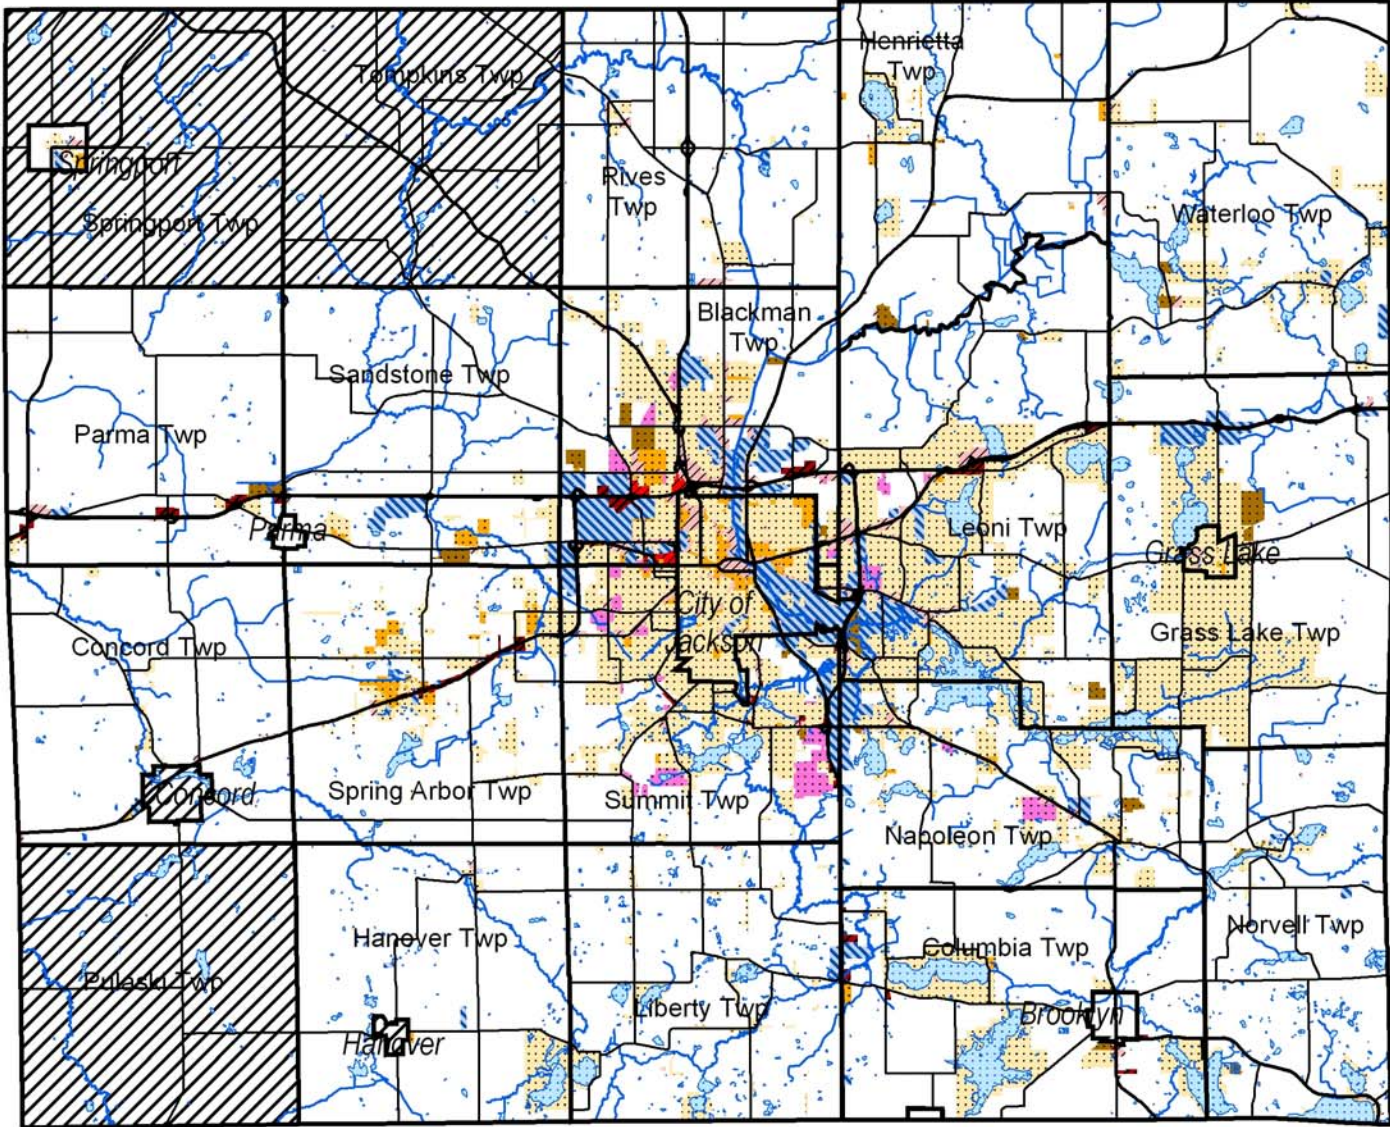 Henrietta
Twp
Tompkins Twp
Springport
Rives
Twp
Springport Twp
Waterloo Twp
Blackman
Twp
Sandstone Twp
Parma Twp
Parma
Leoni Twp
Grass Lake
City of
Jackson
Grass Lake Twp
Concord Twp
Concord
Spring Arbor Twp
Summit Twp
Napoleon Twp
Hanover Twp
Columbia Twp
Norvell Twp
Pulaski Twp
Liberty Twp
Brooklyn
Hanover